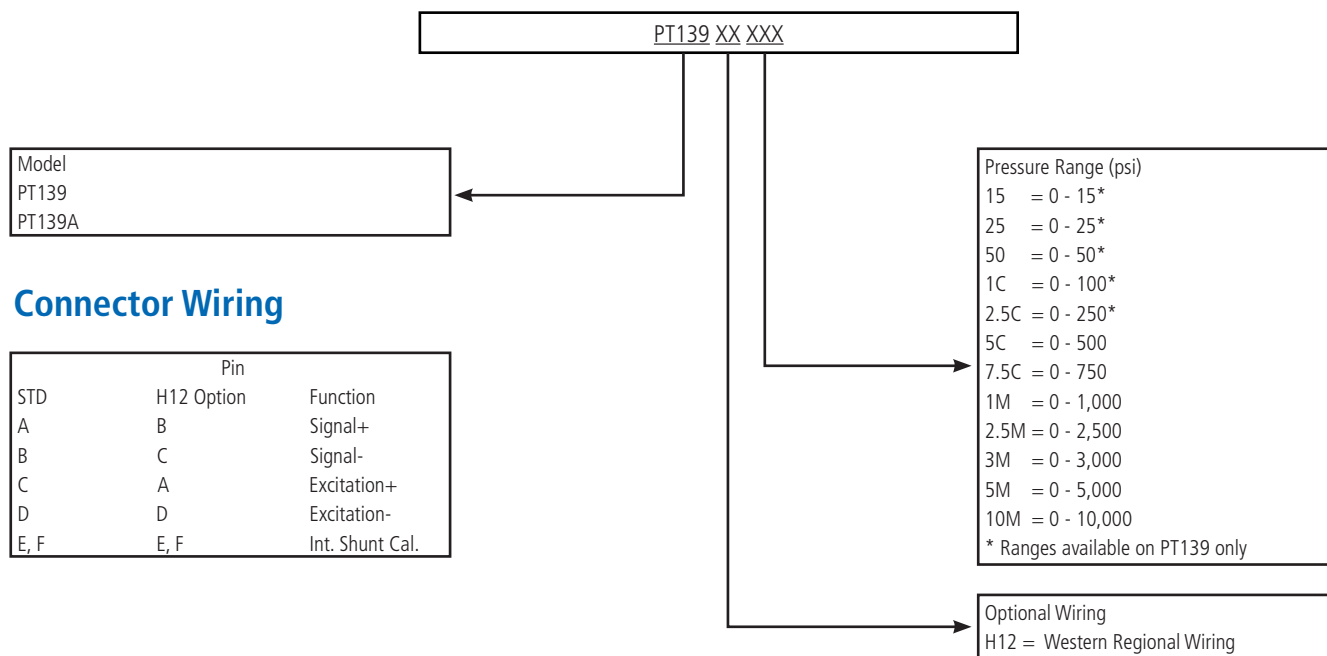 PT139 XX XXX
Model
PT139
PT139A
Connector Wiring
Pin
STD H12 Option Function
A B Signal+
B C Signal-
C A Excitation+
D D Excitation-
E, F E, F Int. Shunt Cal.
Pressure Range (psi)
15 = 0 - 15*
25 = 0 - 25*
50 = 0 - 50*
1C = 0 - 100*
2.5C = 0 - 250*
5C = 0 - 500
7.5C = 0 - 750
1M = 0 - 1,000
2.5M = 0 - 2,500
3M = 0 - 3,000
5M = 0 - 5,000
10M = 0 - 10,000
* Ranges available on PT139 only
Optional Wiring
H12 = Western Regional Wiring